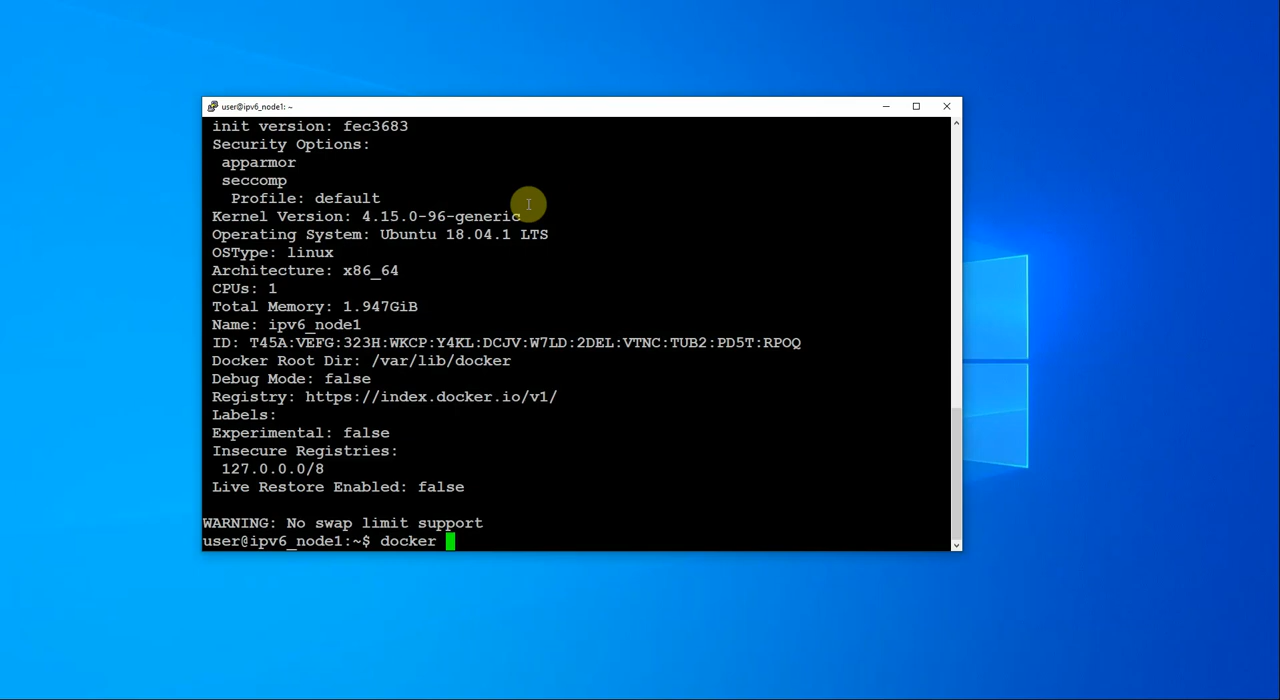 user@ipv6_node1: ~
init version: fec3683
Security Options:
apparmor
seccomp
Profile: default
Kernel Version: 4.15.0-96-generic
Operating System: Ubuntu 18.04.1 LTS
OSType: linux
Architecture: x86_64
CPUs: 1
Total Memory: 1.947GiB
Name: ipv6_node1
ID: T45A:VEFG:323H:WKCP:Y4KL:DCJV:W7LD:2DEL:VTNC:TUB2:PD5T:RPOQ
Docker Root Dir: /var/lib/docker
Debug Mode: false
Registry: https://index.docker.io/v1/
Labels:
Experimental: false
Insecure Registries:
127.0.0.0/8
Live Restore Enabled: false
WARNING: No swap limit support
user@ipv6_node1:~$ docker